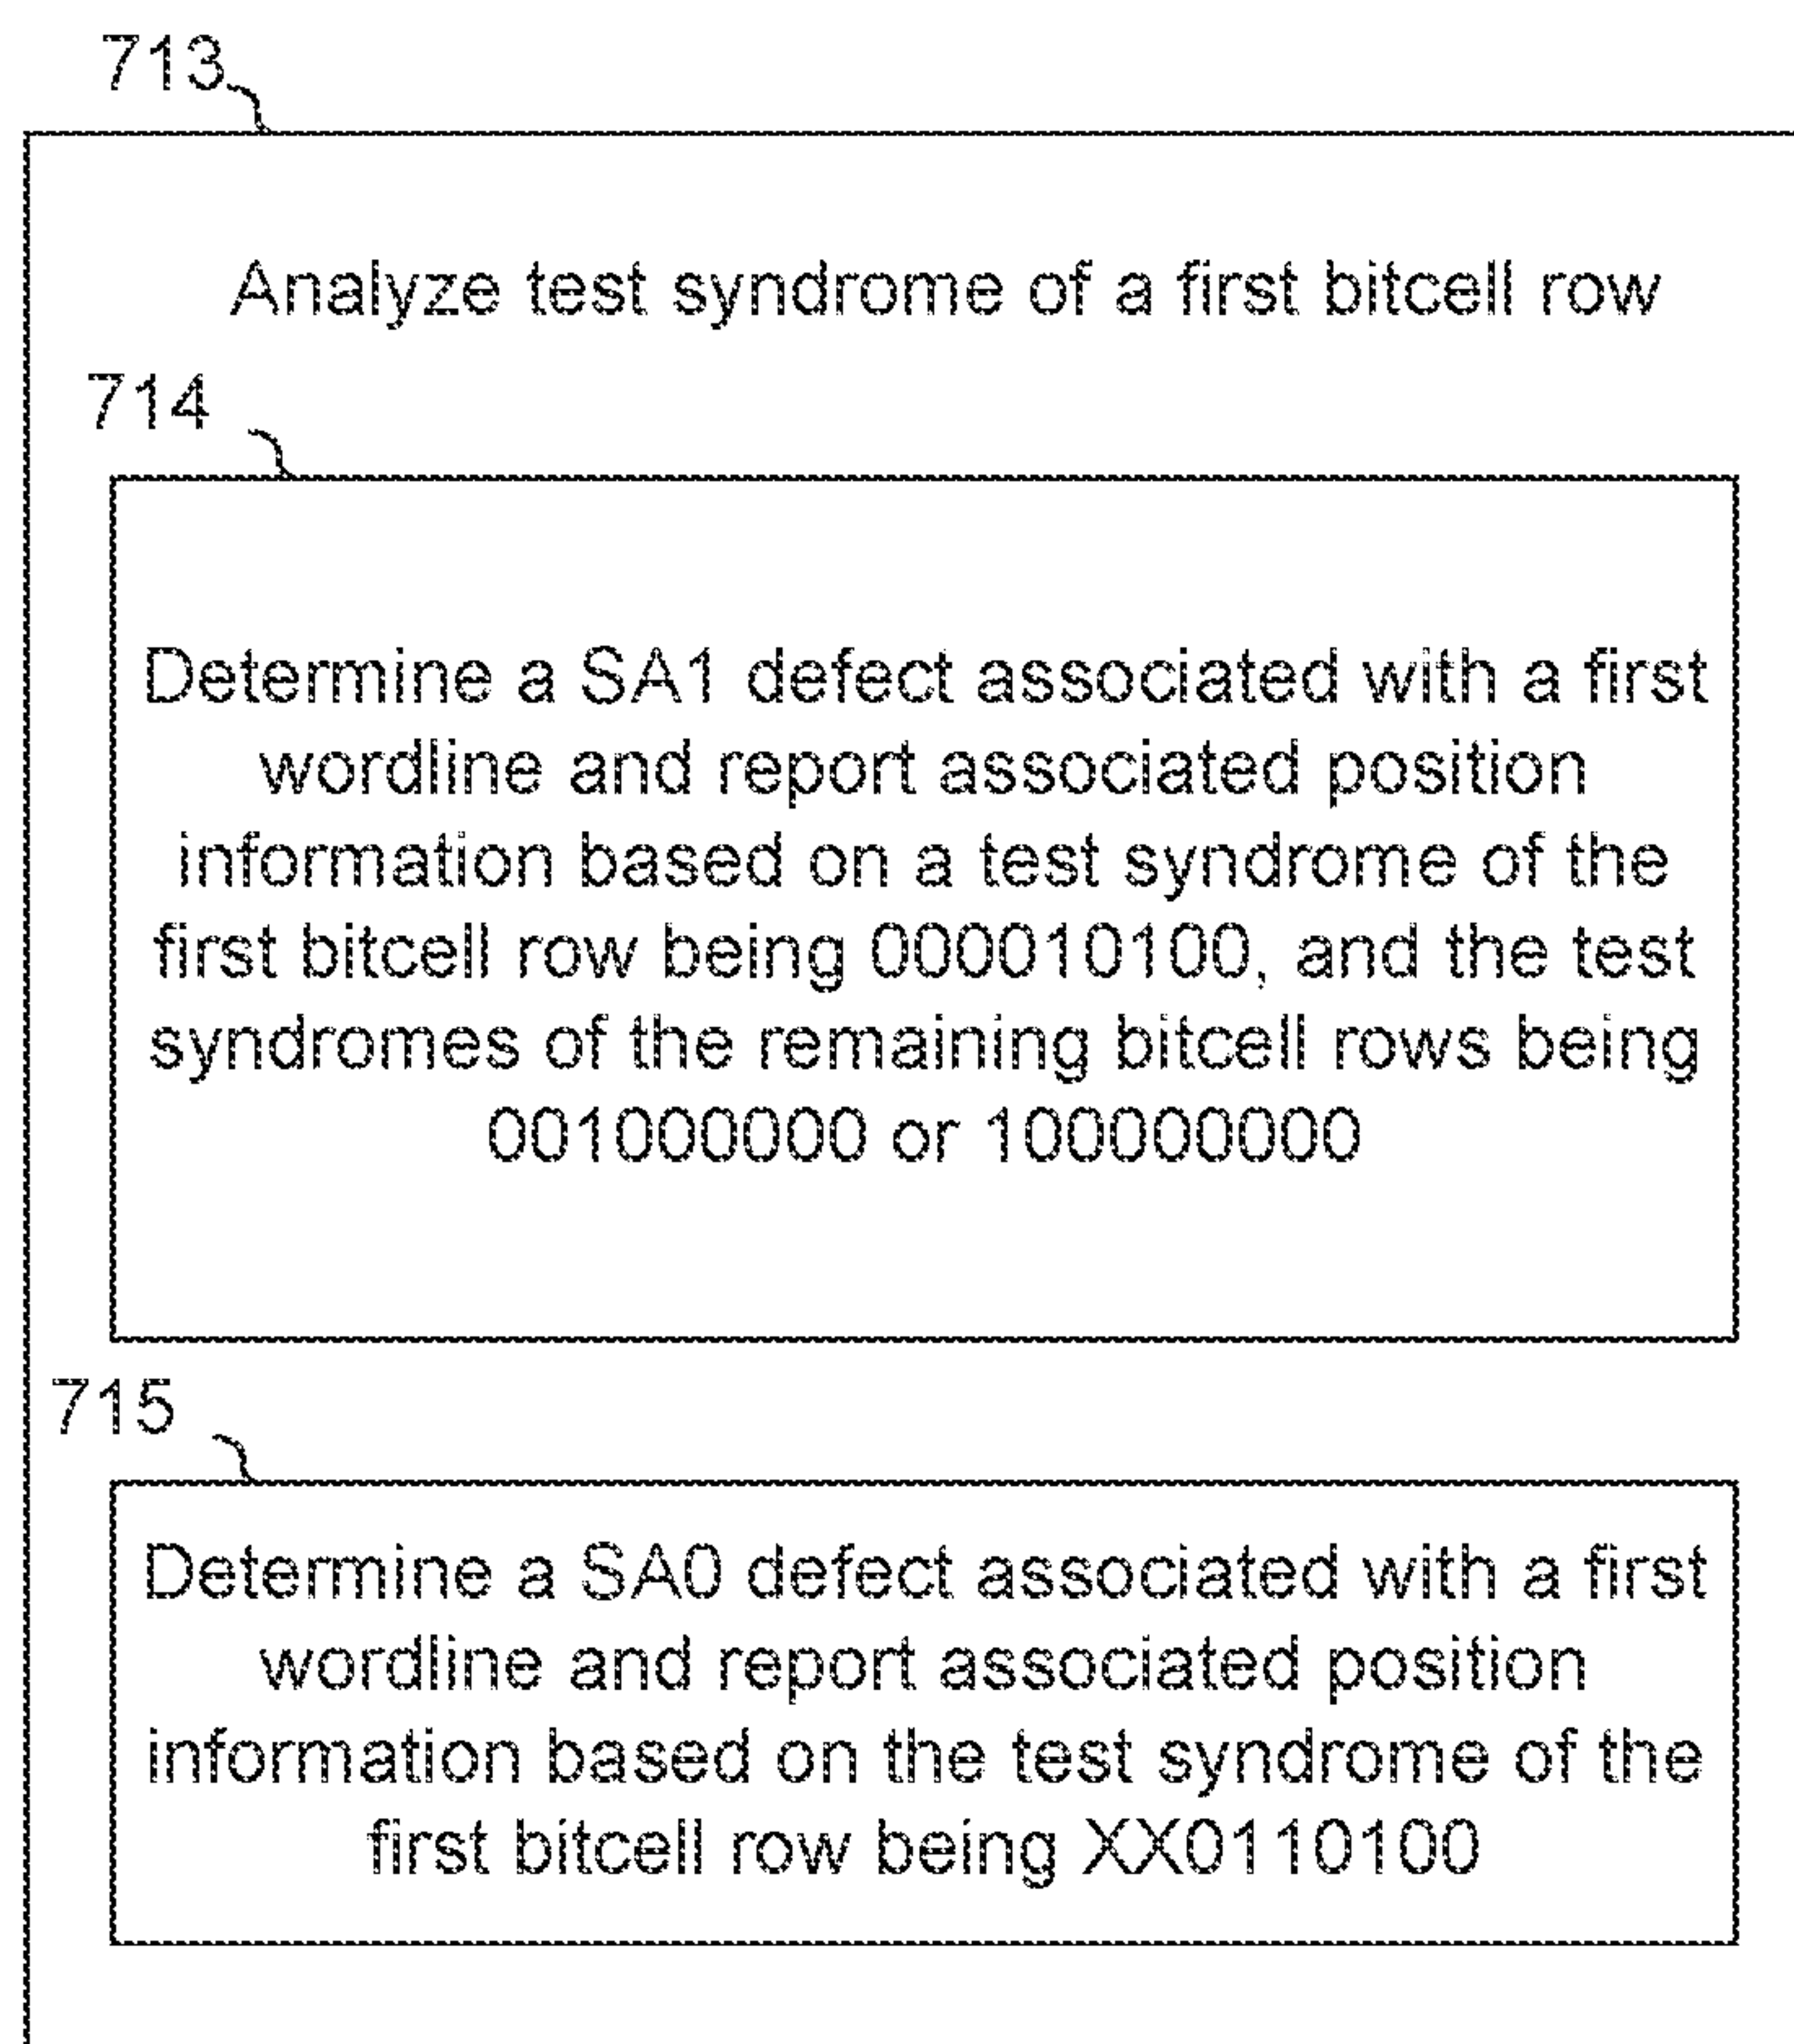 713
Analyze test syndrome of a first bitcell row
714
Determine a SA1 defect associated with a first
wordline and report associated position
information based on a test syndrome of the
first bitcell row being 000010100, and the test
syndromes of the remaining bitcell rows being
001000000 or 100000000
715
Determine a SA0 defect associated with a first
wordline and report associated position
information based on the test syndrome of the
first bitcell row being XX0110100